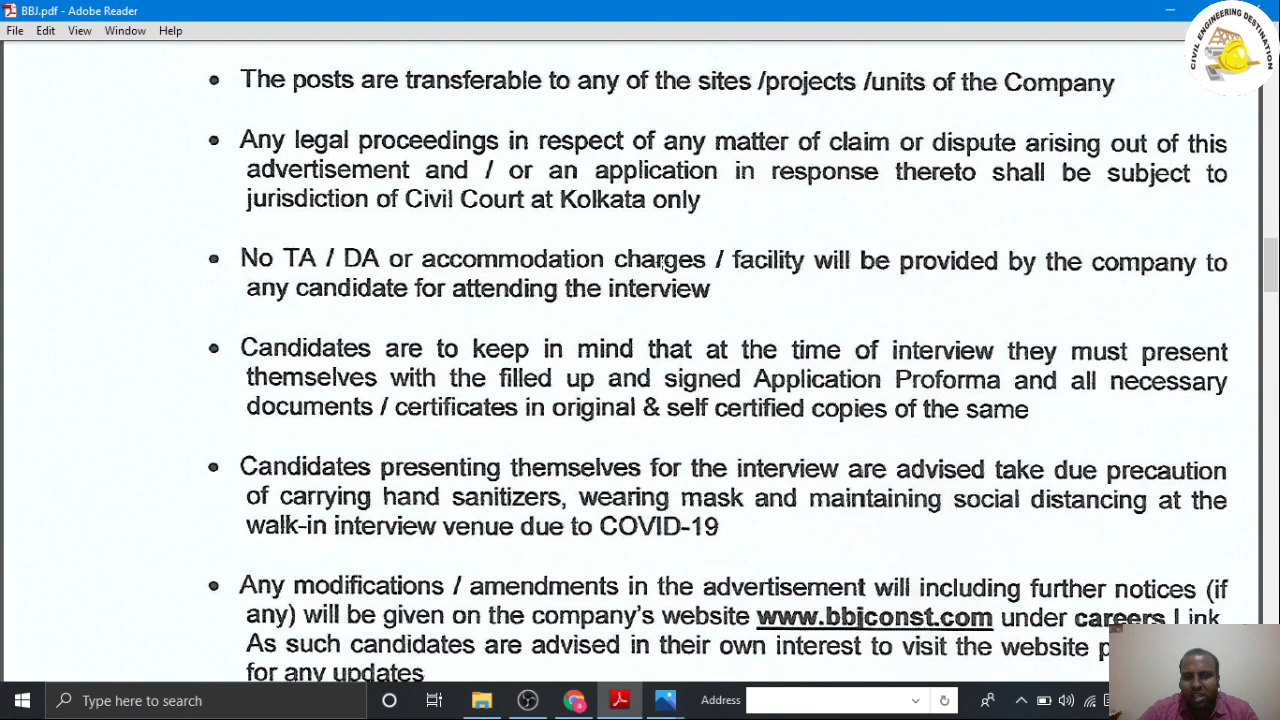 BBJ.pdf - Adobe Reader
File Edit View Window Help
CIVIL ENGINEERING DESTINATION
• The posts are transferable to any of the sites /projects /units of the Company
• Any legal proceedings in respect of any matter of claim or dispute arising out of this
advertisement and / or an application in response thereto shall be subject to
jurisdiction of Civil Court at Kolkata only
• No TA / DA or accommodation charges / facility will be provided by the company to
any candidate for attending the interview
• Candidates are to keep in mind that at the time of interview they must present
themselves with the filled up and signed Application Proforma and all necessary
documents / certificates in original & self certified copies of the same
• Candidates presenting themselves for the interview are advised take due precaution
of carrying hand sanitizers, wearing mask and maintaining social distancing at the
walk-in interview venue due to COVID-19
• Any modifications / amendments in the advertisement will including further notices (if
any) will be given on the company's website www.bbjconst.com under careers Link
As such candidates are advised in their own interest to visit the website
for any updates
Type here to search
Address